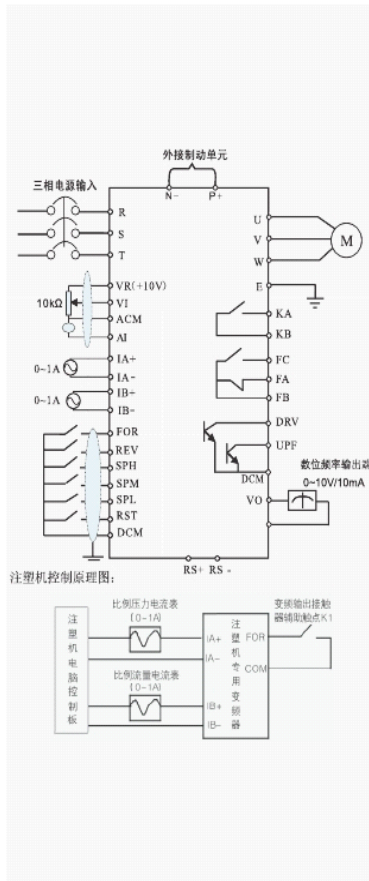 外接制动单元
三相电源输入
N- P+
R
S
T
U
V
W
M
E
VR(+10V)
10kΩ
VI
ACM
AI
KA
KB
IA+
0~1A
IA-
IB+
0~1A
IB-
FC
FA
FB
FOR
REV
SPH
SPM
SPL
RST
DCM
DRV
UPF
DCM
数位频率输出端
0~10V/10mA
VO
RS+ RS -
注塑机控制原理图:
比例压力电流表
(0-1A)
变频输出接触
器辅助触点K1
注塑机电脑控制板
IA+
IA-
注塑机专用变频器
FOR
COM
比例流量电流表
(0-1A)
IB+
IB-